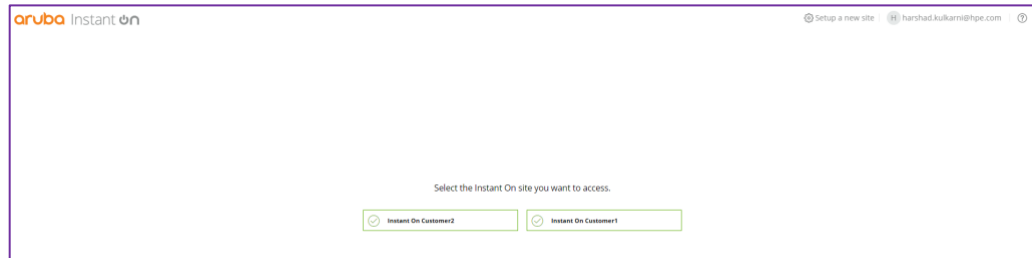 aruba Instant on
Setup a new site H harshad.kulkarni@hpe.com ?
Select the Instant On site you want to access.
Instant On Customer2 Instant On Customer1